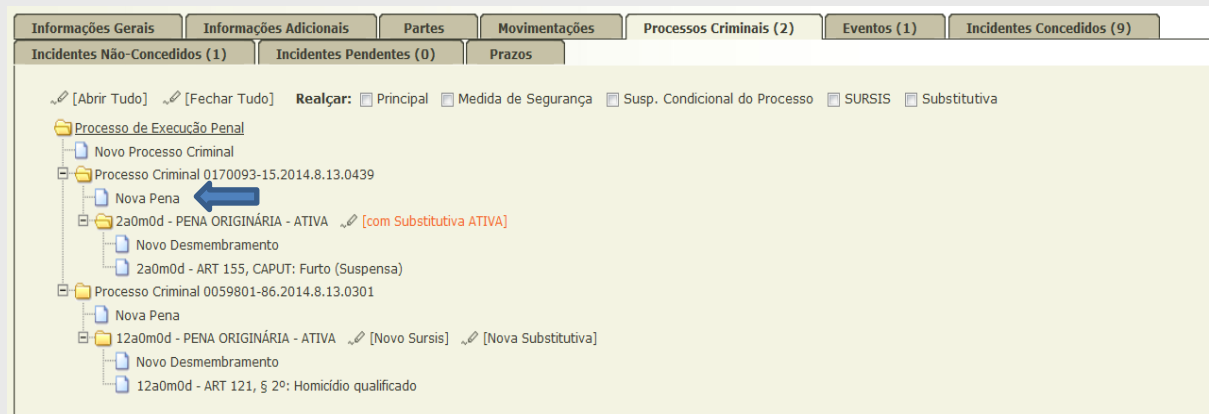 Informações Gerais Informações Adicionais Partes Movimentações Processos Criminais (2) Eventos (1) Incidentes Concedidos (9)
Incidentes Não-Concedidos (1) Incidentes Pendentes (0) Prazos
[Abrir Tudo] [Fechar Tudo] Realçar: Principal Medida de Segurança Susp. Condicional do Processo SURSIS Substitutiva
Processo de Execução Penal
Novo Processo Criminal
Processo Criminal 0170093-15.2014.8.13.0439
Nova Pena
2a0m0d - PENA ORIGINÁRIA - ATIVA [com Substitutiva ATIVA]
Novo Desmembramento
2a0m0d - ART 155, CAPUT: Furto (Suspensa)
Processo Criminal 0059801-86.2014.8.13.0301
Nova Pena
12a0m0d - PENA ORIGINÁRIA - ATIVA [Novo Sursis] [Nova Substitutiva]
Novo Desmembramento
12a0m0d - ART 121, § 2º: Homicídio qualificado